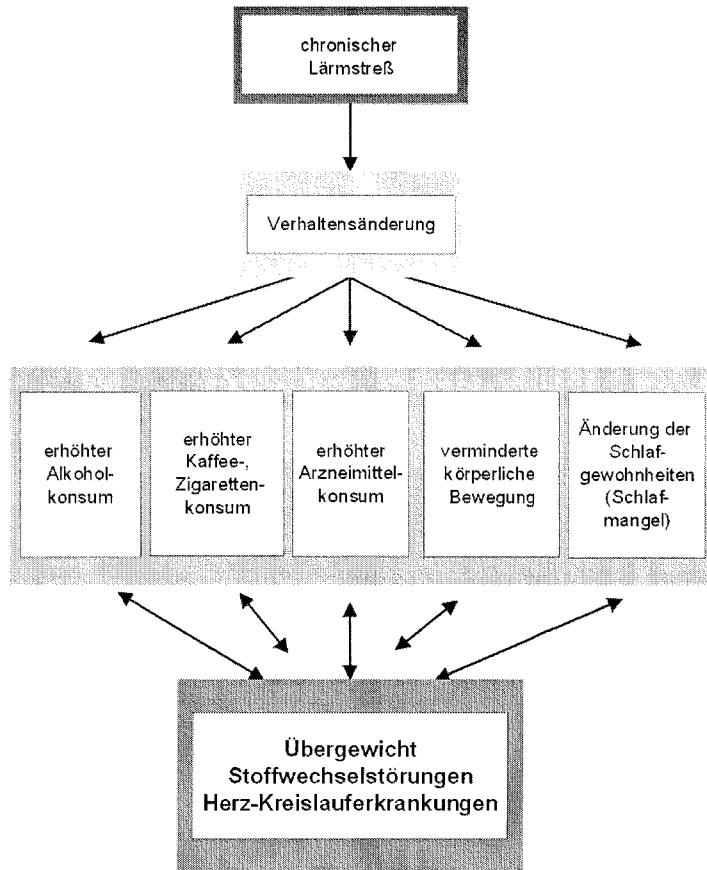 chronischer
Lärmstreß
Verhaltensänderung
erhöhter
Alkohol-
konsum
erhöhter
Kaffee-,
Zigaretten-
konsum
erhöhter
Arzneimittel-
konsum
verminderte
körperliche
Bewegung
Änderung der
Schlaf-
gewohnheiten
(Schlaf-
mangel)
Übergewicht
Stoffwechselstörungen
Herz-Kreislauferkrankungen